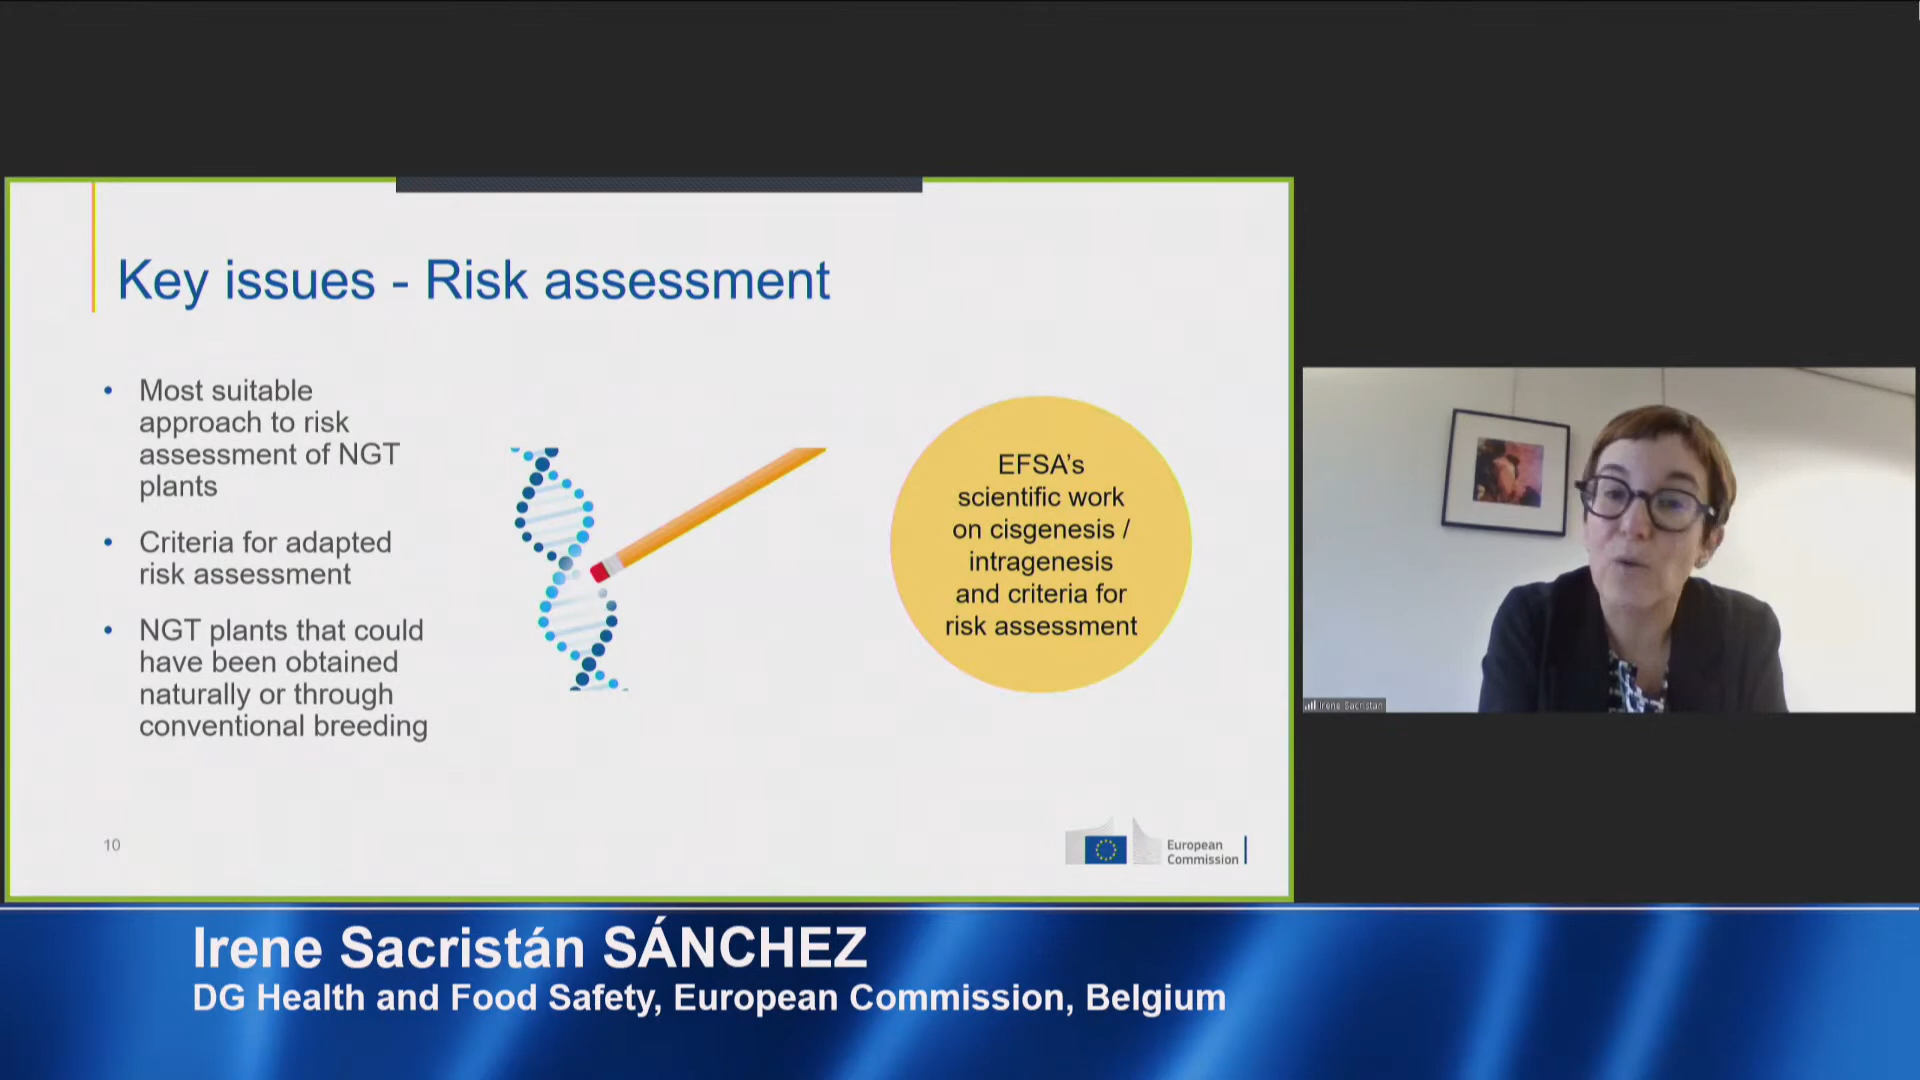 Key issues - Risk assessment
• Most suitable
approach to risk
assessment of NGT
plants
• Criteria for adapted
risk assessment
• NGT plants that could
have been obtained
naturally or through
conventional breeding
EFSA’s
scientific work
on cisgenesis /
intragenesis
and criteria for
risk assessment
10
European
Commission
Irene Sacristan
Irene Sacristán SÁNCHEZ
DG Health and Food Safety, European Commission, Belgium